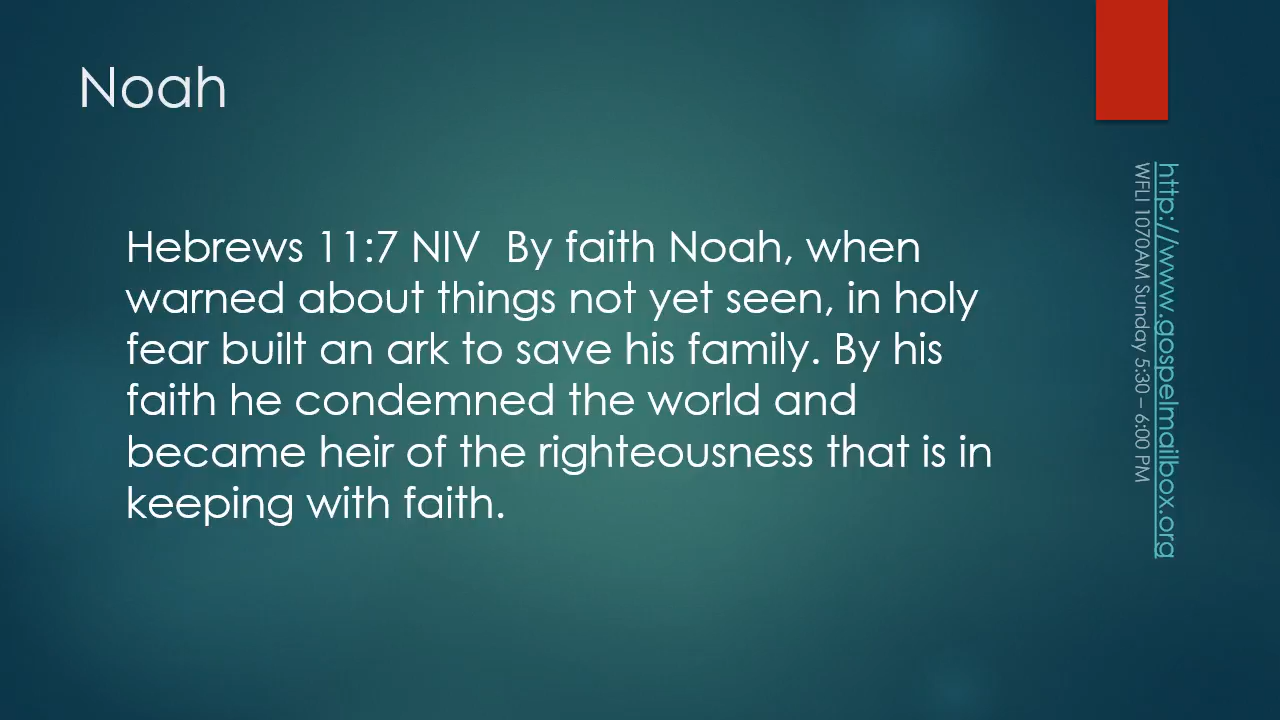 Noah
Hebrews 11:7 NIV  By faith Noah, when
warned about things not yet seen, in holy
fear built an ark to save his family. By his
faith he condemned the world and
became heir of the righteousness that is in
keeping with faith.
http://www.gospelmailbox.org
WFLI 1070AM Sunday 5:30 – 6:00 PM